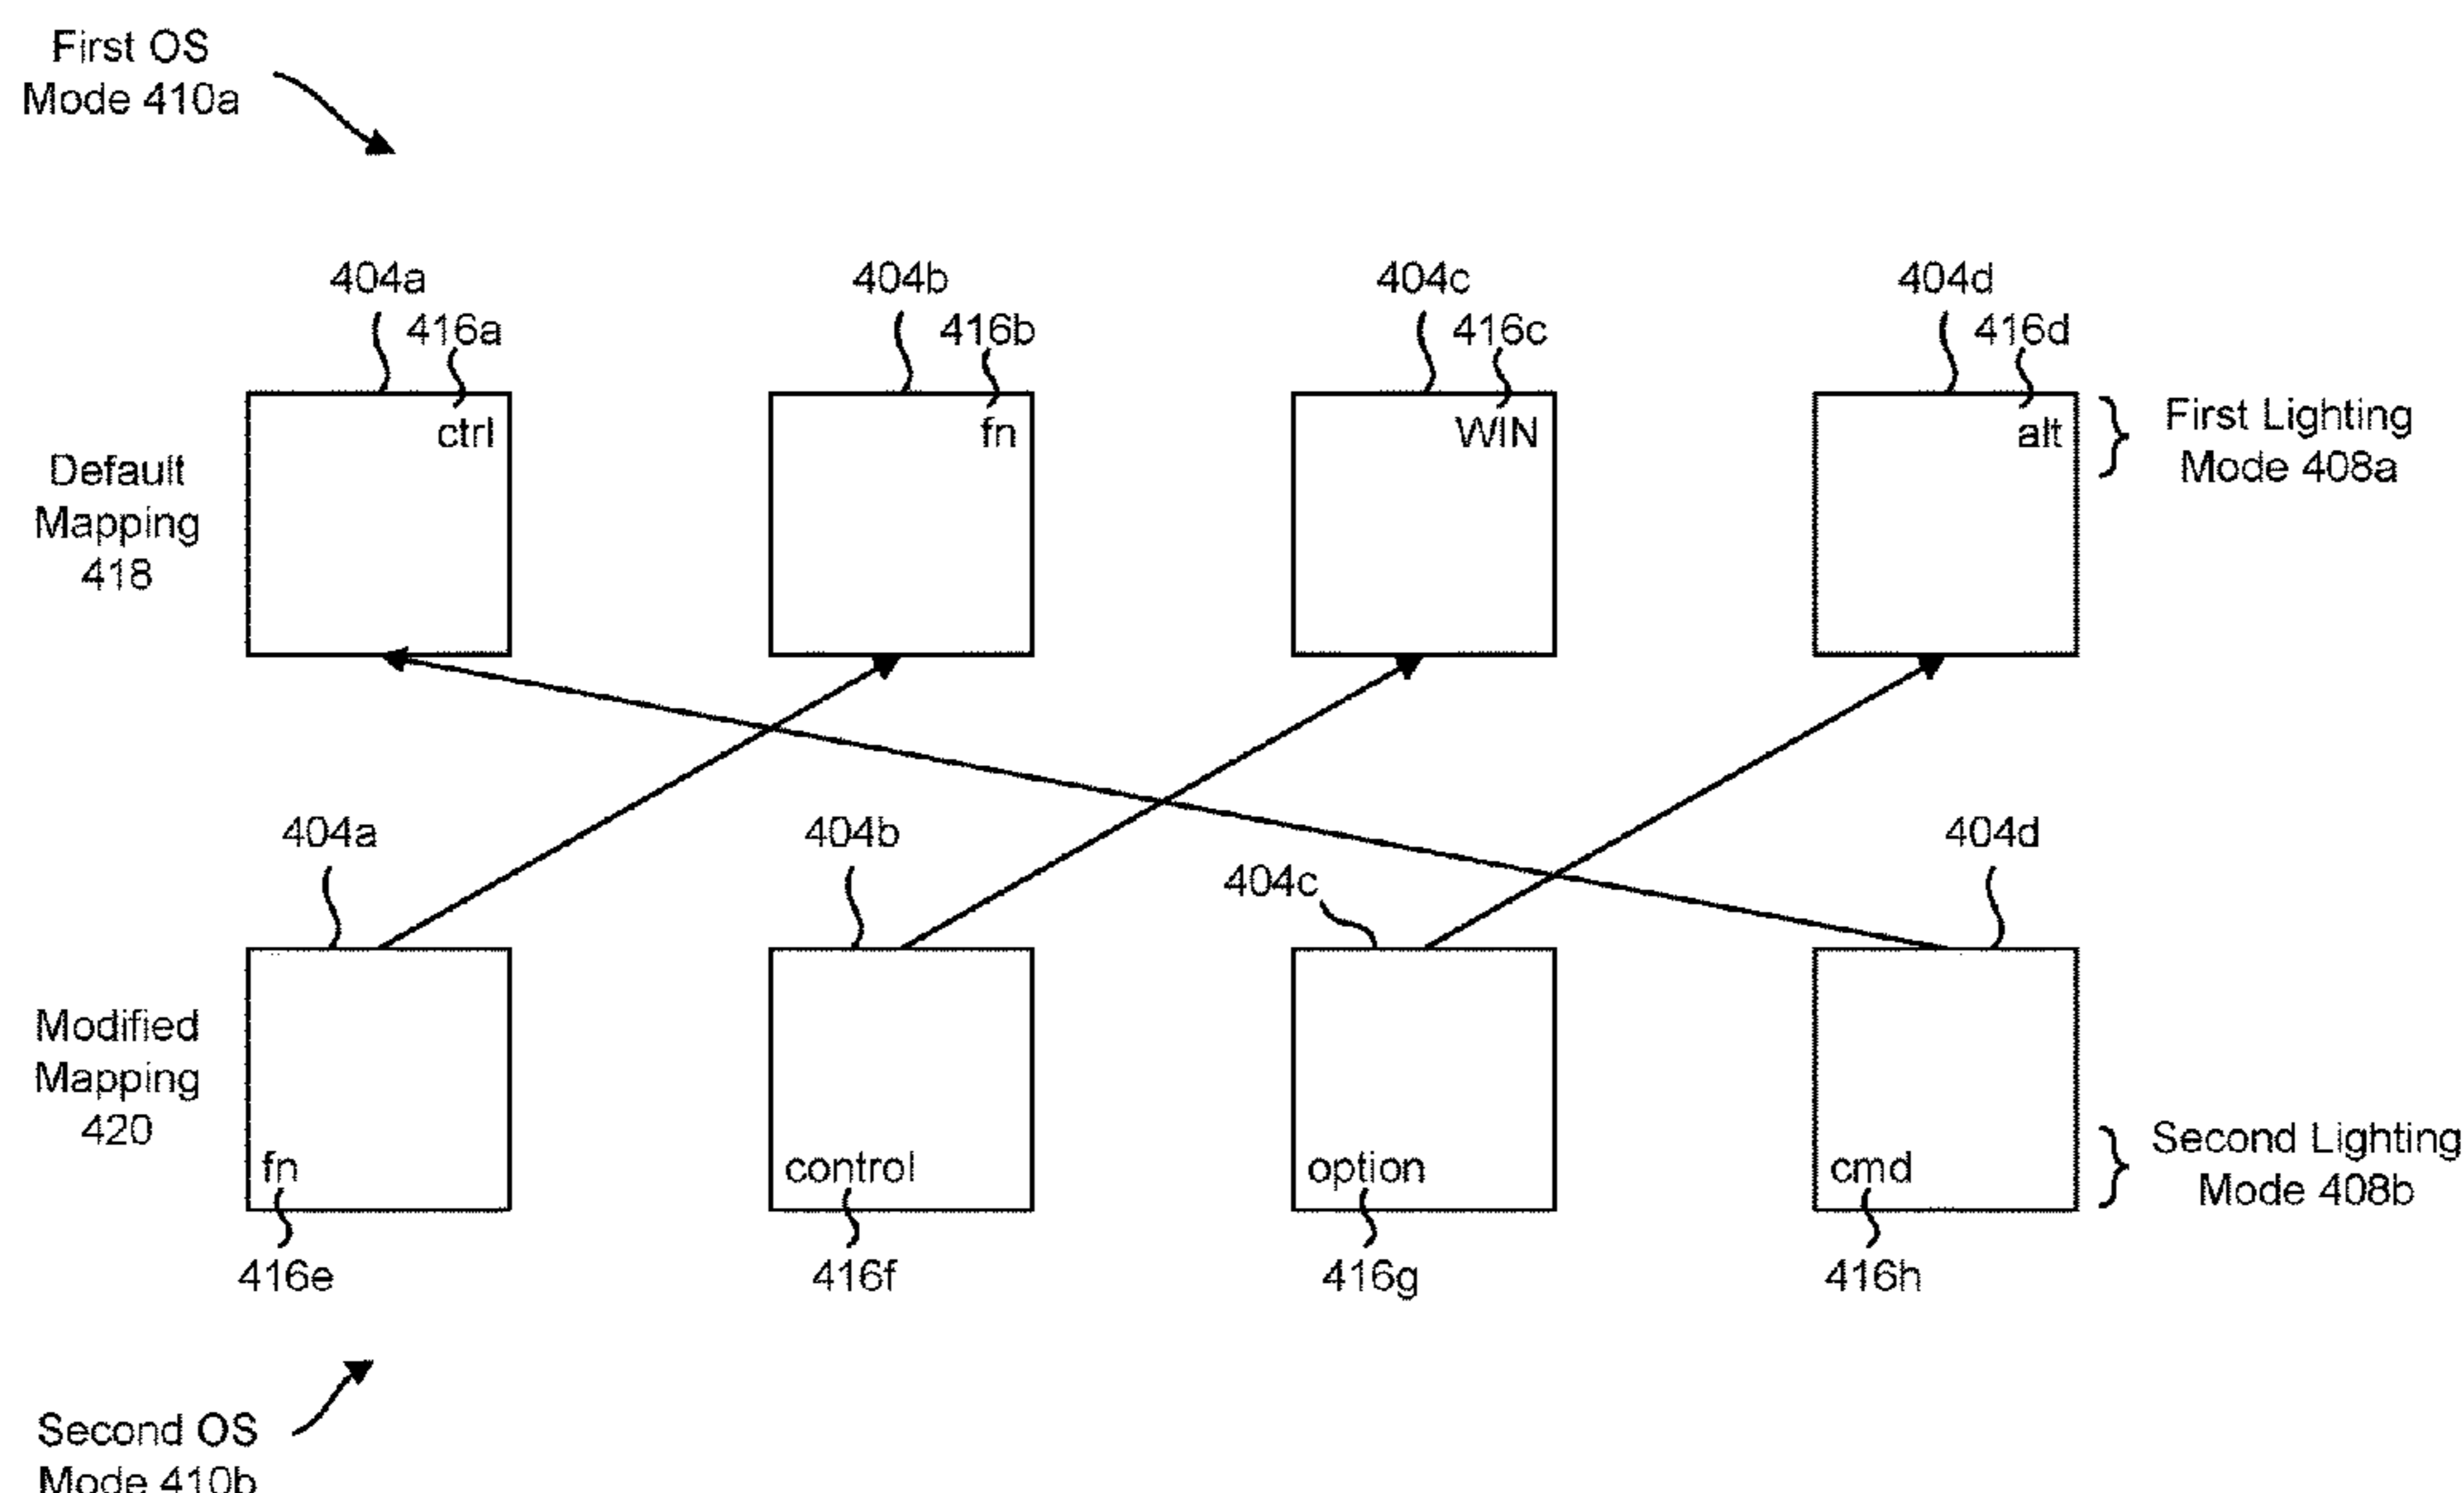 First OS
Mode 410a
404a
404b
404c
404d
416a
416b
416c
416d
ctrl
fn
WIN
alt
First Lighting
Mode 408a
Default
Mapping
418
404a
404b
404c
404d
Modified
Mapping
420
fn
control
option
cmd
Second Lighting
Mode 408b
416e
416f
416g
416h
Second OS
Mode 410b